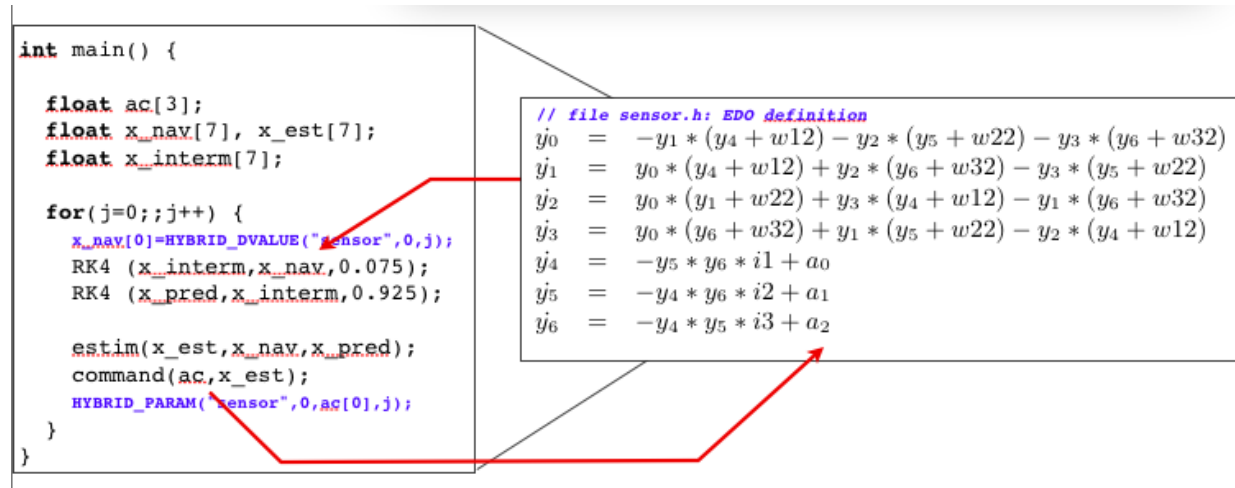 int main() {
float ac[3];
float x_nav[7], x_est[7];
float x_interm[7];
for(j=0;;j++) {
x_nav[0]=HYBRID_DVALUE("sensor",0,j);
RK4 (x_interm,x_nav,0.075);
RK4 (x_pred,x_interm,0.925);
estim(x_est,x_nav,x_pred);
command(ac,x_est);
HYBRID_PARAM("sensor",0,ac[0],j);
}
}
// file sensor.h: EDO definition
ẏ₀ = −y₁ * (y₄ + w12) − y₂ * (y₅ + w22) − y₃ * (y₆ + w32)
ẏ₁ = y₀ * (y₄ + w12) + y₂ * (y₆ + w32) − y₃ * (y₅ + w22)
ẏ₂ = y₀ * (y₁ + w22) + y₃ * (y₄ + w12) − y₁ * (y₆ + w32)
ẏ₃ = y₀ * (y₆ + w32) + y₁ * (y₅ + w22) − y₂ * (y₄ + w12)
ẏ₄ = −y₅ * y₆ * i1 + a₀
ẏ₅ = −y₄ * y₆ * i2 + a₁
ẏ₆ = −y₄ * y₅ * i3 + a₂